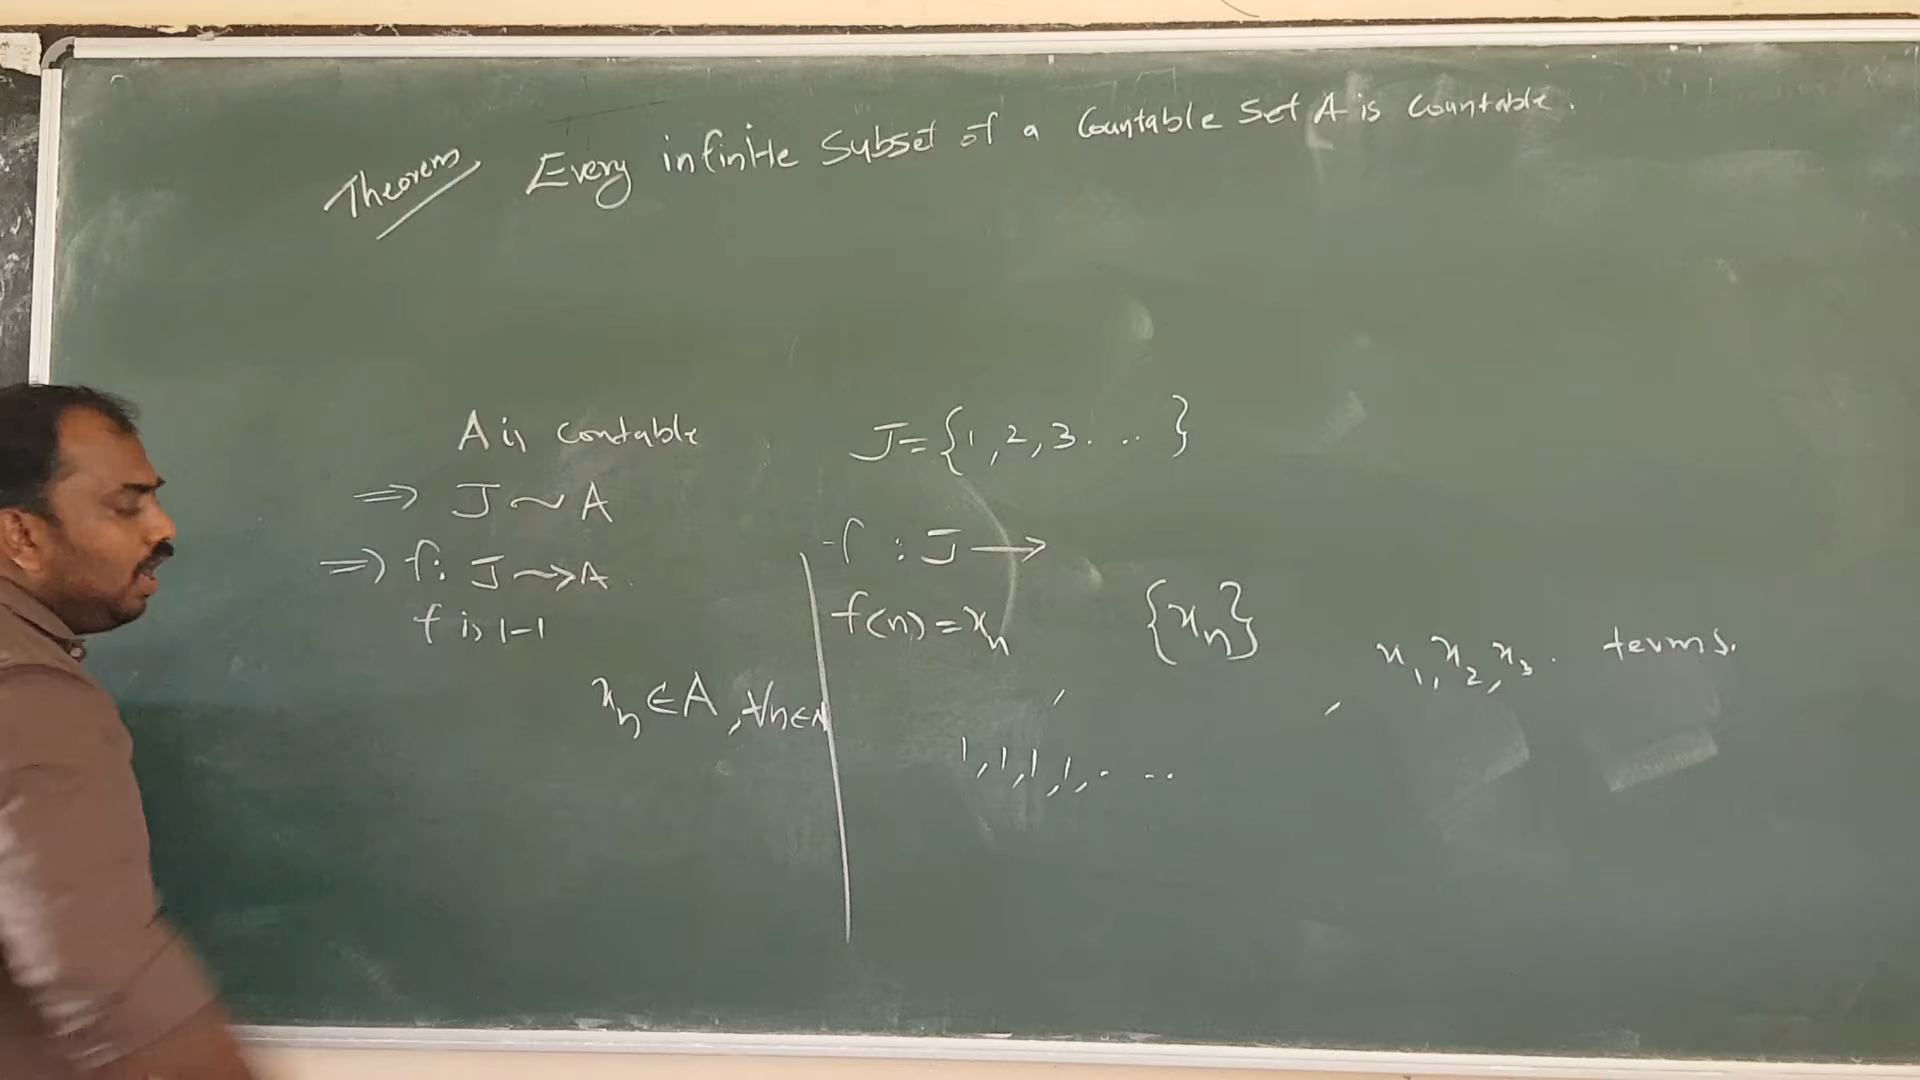 Theorem Every infinite subset of a Countable Set A is Countable.
A is contable
⇒ J ~ A
⇒) f: J ~> A
f is 1-1
xₙ ∈ A, ∀n∈N
J = {1, 2, 3. .. }
f : J →
f(n) = xₙ
{xₙ}
x₁, x₂, x₃. terms.
1, 1, 1, 1, . ..